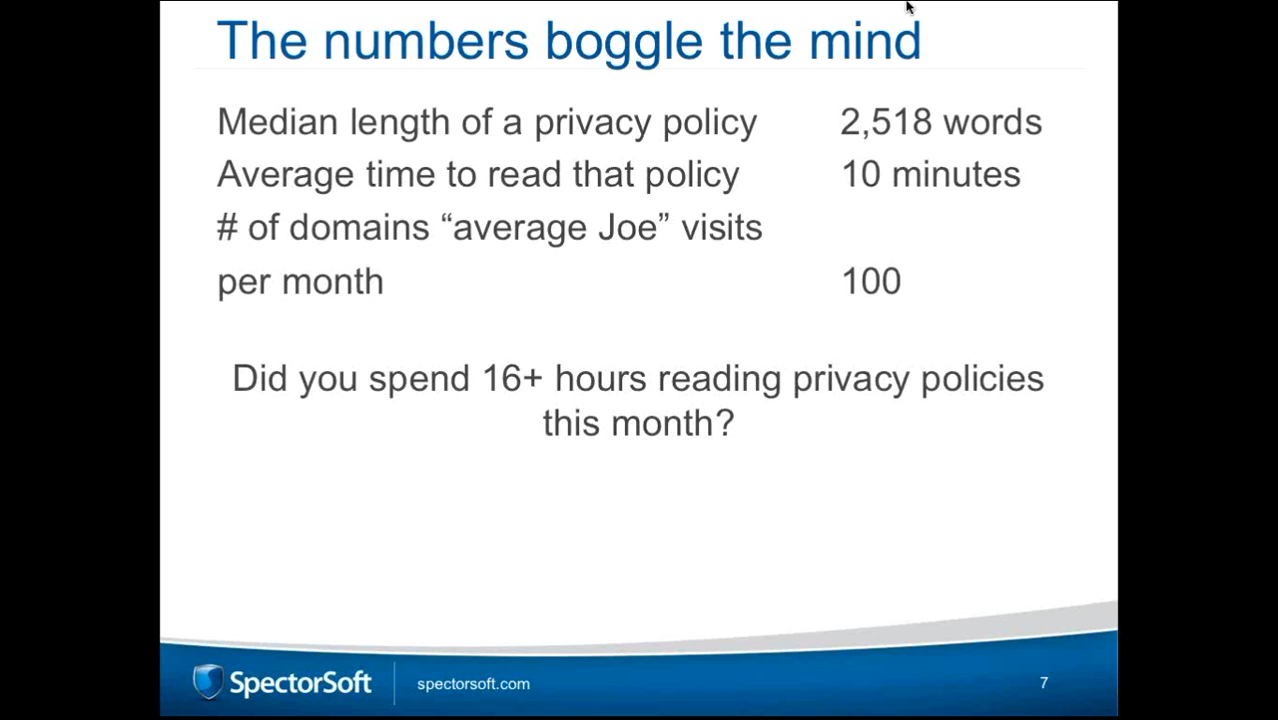 The numbers boggle the mind
Median length of a privacy policy 2,518 words
Average time to read that policy 10 minutes
# of domains “average Joe” visits
per month 100
Did you spend 16+ hours reading privacy policies
this month?
SpectorSoft spectorsoft.com 7